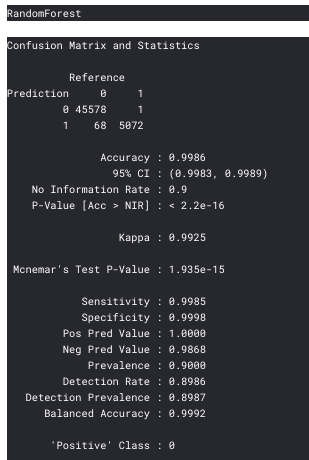 RandomForest
Confusion Matrix and Statistics
Reference
Prediction 0 1
0 45578 1
1 68 5072
Accuracy : 0.9986
95% CI : (0.9983, 0.9989)
No Information Rate : 0.9
P-Value [Acc > NIR] : < 2.2e-16
Kappa : 0.9925
Mcnemar's Test P-Value : 1.935e-15
Sensitivity : 0.9985
Specificity : 0.9998
Pos Pred Value : 1.0000
Neg Pred Value : 0.9868
Prevalence : 0.9000
Detection Rate : 0.8986
Detection Prevalence : 0.8987
Balanced Accuracy : 0.9992
'Positive' Class : 0